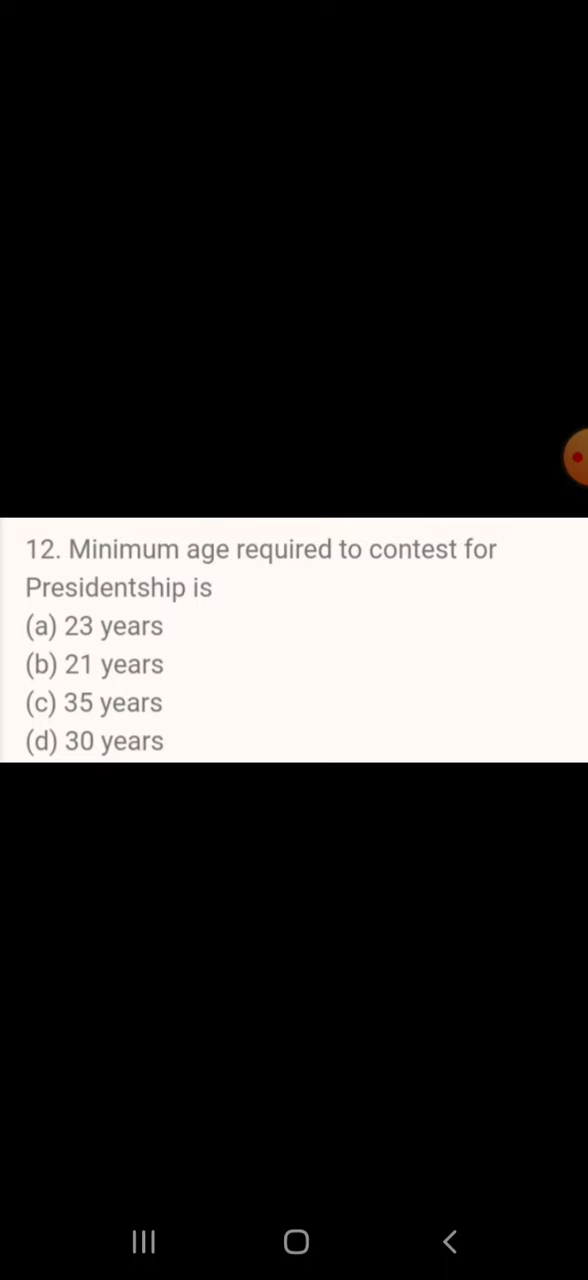 12. Minimum age required to contest for
Presidentship is
(a) 23 years
(b) 21 years
(c) 35 years
(d) 30 years